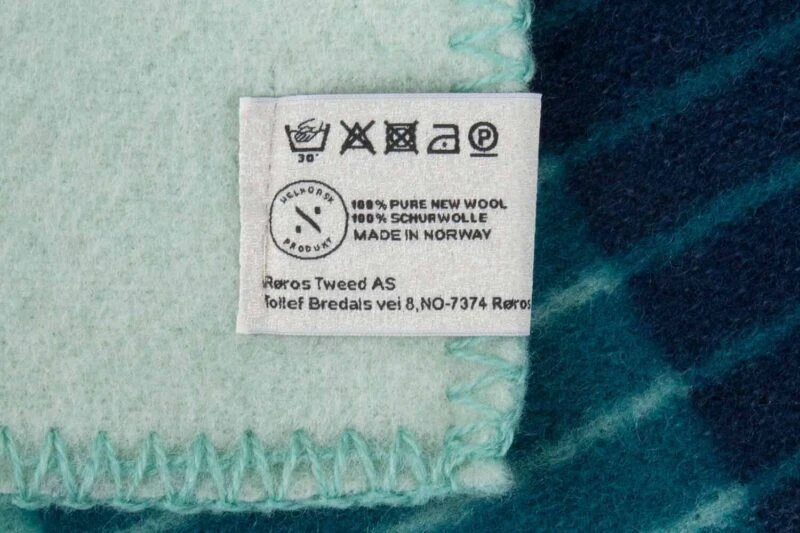 30°
P
HELNORSK
N
PRODUKT
100% PURE NEW WOOL
100% SCHURWOLLE
MADE IN NORWAY
Røros Tweed AS
Tollef Bredals vei 8,NO-7374 Røros